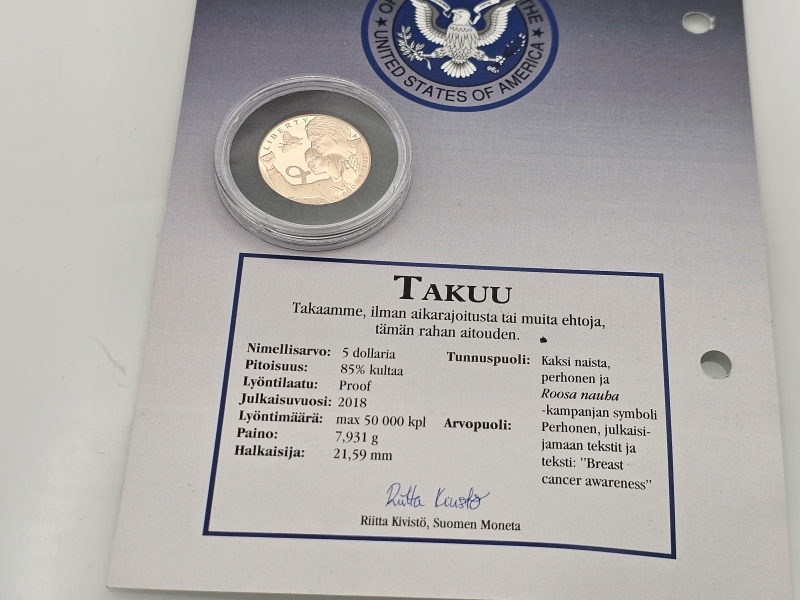 THE
★ UNITED STATES OF AMERICA ★
LIBERTY
TAKUU
Takaamme, ilman aikarajoitusta tai muita ehtoja,
tämän rahan aitouden.
Nimellisarvo: 5 dollaria
Pitoisuus: 85% kultaa
Lyöntilaatu: Proof
Julkaisuvuosi: 2018
Lyöntimäärä: max 50 000 kpl
Paino: 7,931 g
Halkaisija: 21,59 mm
Tunnuspuoli: Kaksi naista,
perhonen ja
Roosa nauha
-kampanjan symboli
Arvopuoli: Perhonen, julkaisi-
jamaan tekstit ja
teksti: ”Breast
cancer awareness”
Riitta Kivistö
Riitta Kivistö, Suomen Moneta